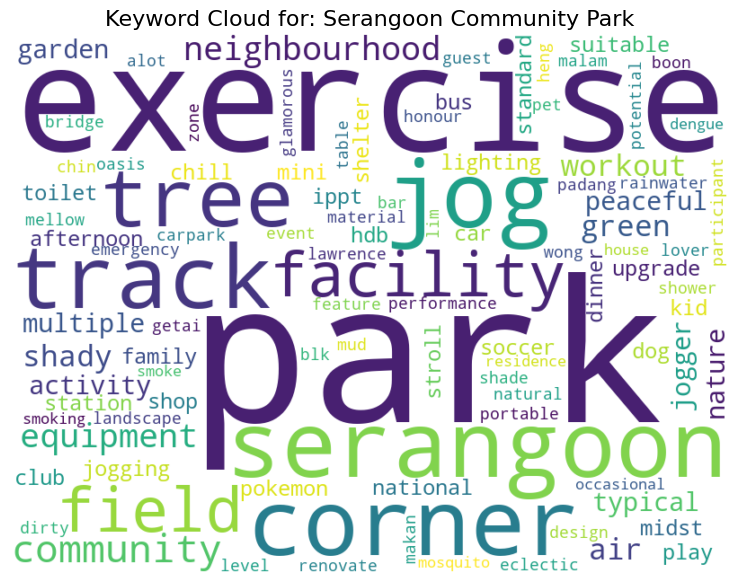 Keyword Cloud for: Serangoon Community Park
garden
alot
neighbourhood
guest
standard
heng
suitable
malam
boon
exercise
bridge
zone
glamorous
honour
bus
table
shelter
pet
potential
dengue
chin
oasis
chill
mini
lighting
workout
toilet
tree
ippt
bar
jog
padang
rainwater
peaceful
participant
mellow
material
lim
green
afternoon
carpark
event
hdb
car
emergency
lawrence
wong
house
lover
track
facility
dinner
upgrade
shower
feature
performance
kid
multiple
getai
park
mud
stroll
soccer
dog
jogger
nature
shady
family
blk
residence
smoke
shade
activity
natural
station
shop
portable
smoking
landscape
equipment
serangoon
club
jogging
pokemon
national
occasional
field
corner
typical
dirty
makan
design
midst
community
air
play
level
renovate
mosquito
eclectic